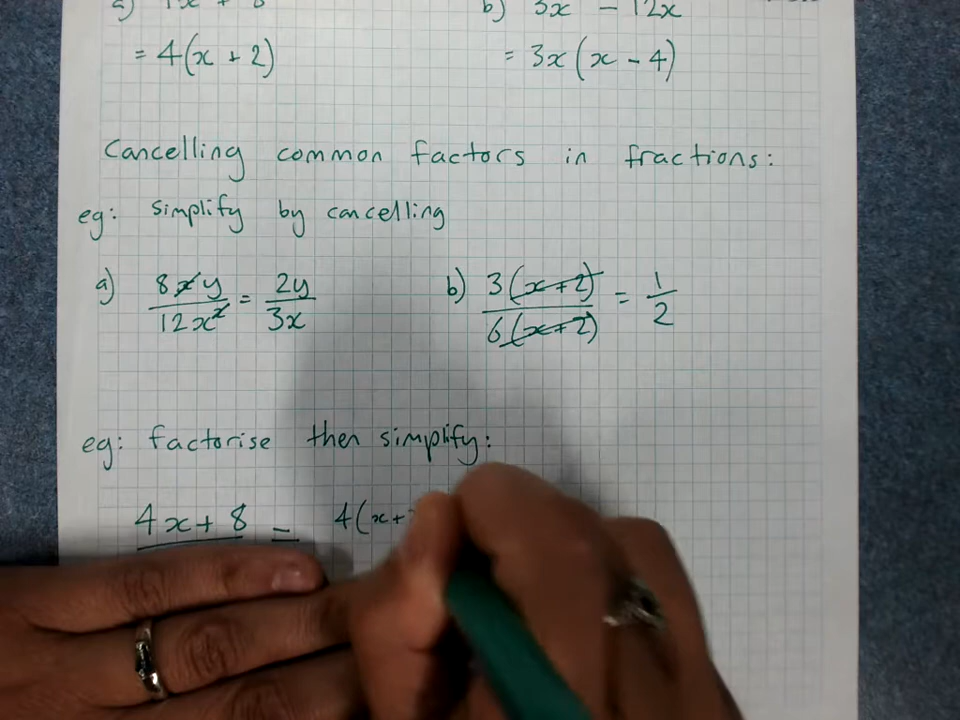 = 4(x + 2) = 3x(x - 4)
Cancelling common factors in fractions:
eg: simplify by cancelling
a) 8xy/12x² = 2y/3x b) 3(x+2)/6(x+2) = 1/2
eg: factorise then simplify:
4x + 8 = 4(x+